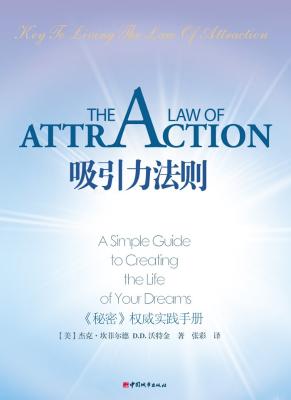 Key To Living The Law Of Attraction
THE LAW OF
ATTRACTION
吸引力法则
A Simple Guide
to Creating
the Life
of Your Dreams
《秘密》权威实践手册
【美】杰克·坎菲尔德 D.D.沃特金 著 张彩 译
中国城市出版社